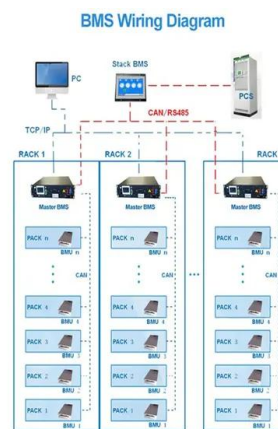 BMS Wiring Diagram
Stack BMS
PC
PCS
CAN/RS485
TCP/IP
RACK 1
RACK 2
RACK
Master BMS
Master BMS
Master BMS
PACK n
BMU n
PACK n
BMU n
PACK n
BMU n
CAN
CAN
CAN
PACK 4
BMU 4
PACK 4
BMU 4
PACK 4
BMU 4
PACK 3
BMU 3
PACK 3
BMU 3
PACK 3
BMU 3
PACK 2
BMU 2
PACK 2
BMU 2
PACK 2
BMU 2
PACK 1
BMU 1
PACK 1
BMU 1
PACK 1
BMU 1